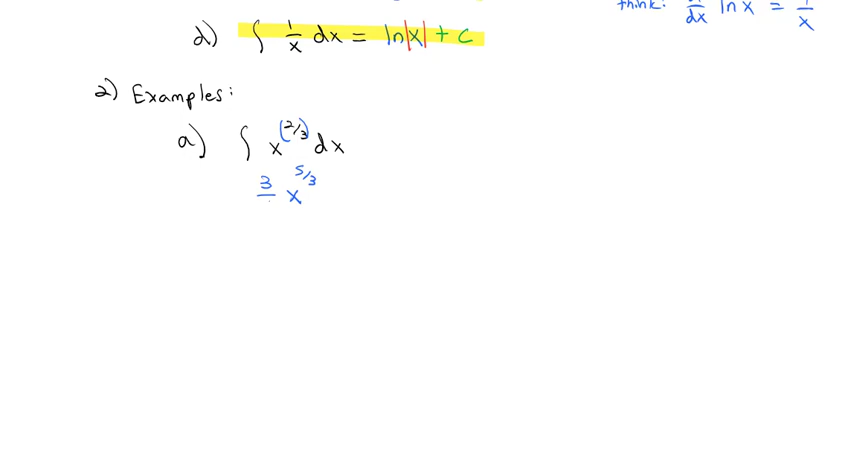 think: d/dx ln x = 1/x
d) ∫ 1/x dx = ln|x| + c
2) Examples:
a) ∫ x^(2/3) dx
3/ x^5/3